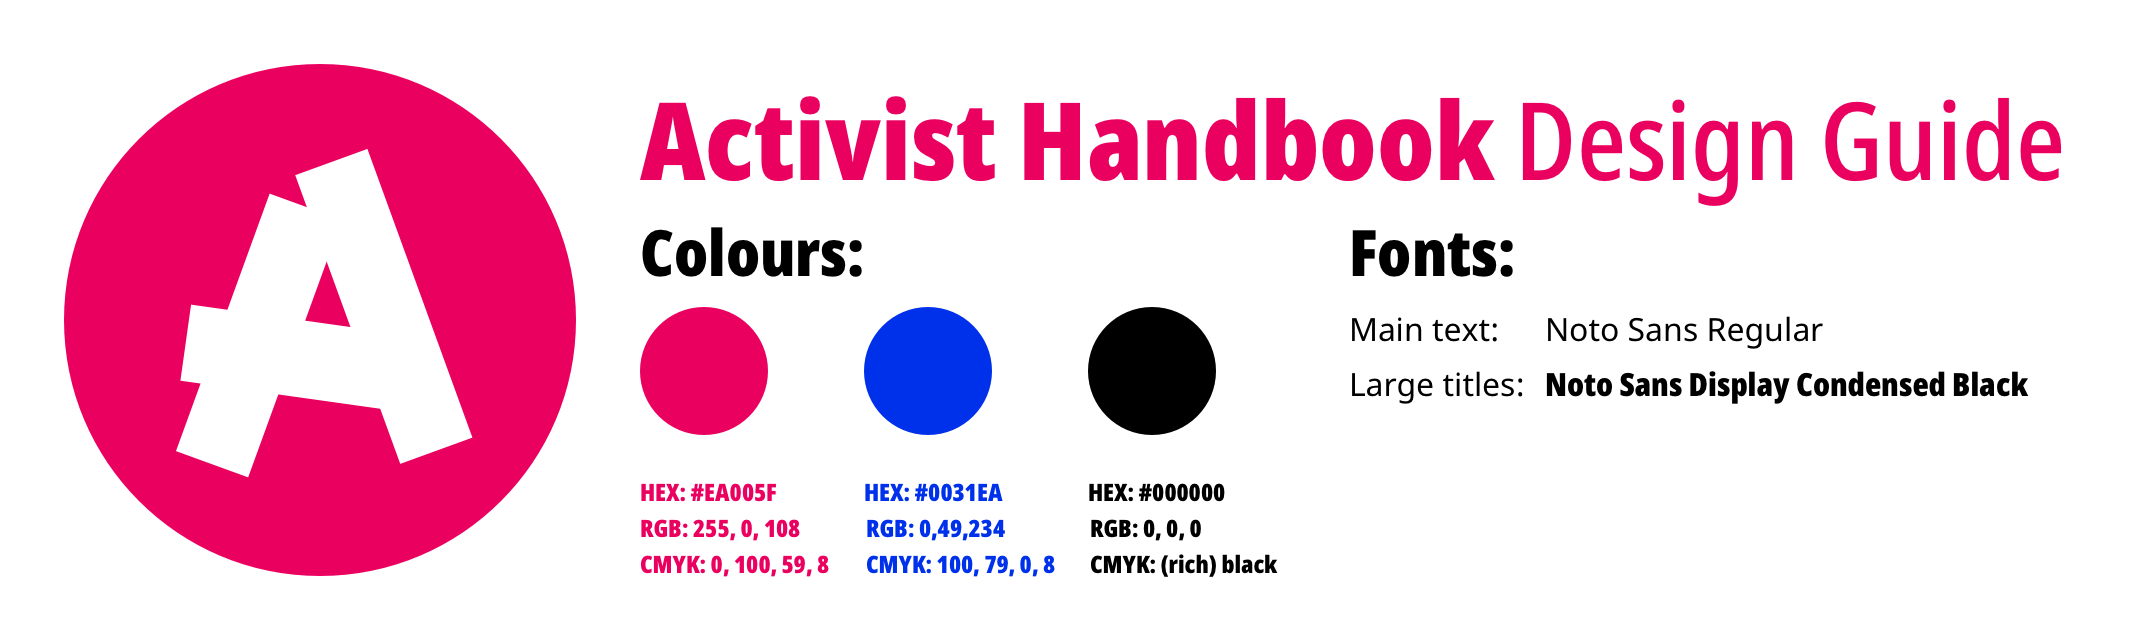 A
Activist Handbook Design Guide
Colours:
HEX: #EA005F
RGB: 255, 0, 108
CMYK: 0, 100, 59, 8
HEX: #0031EA
RGB: 0,49,234
CMYK: 100, 79, 0, 8
HEX: #000000
RGB: 0, 0, 0
CMYK: (rich) black
Fonts:
Main text: Noto Sans Regular
Large titles: Noto Sans Display Condensed Black